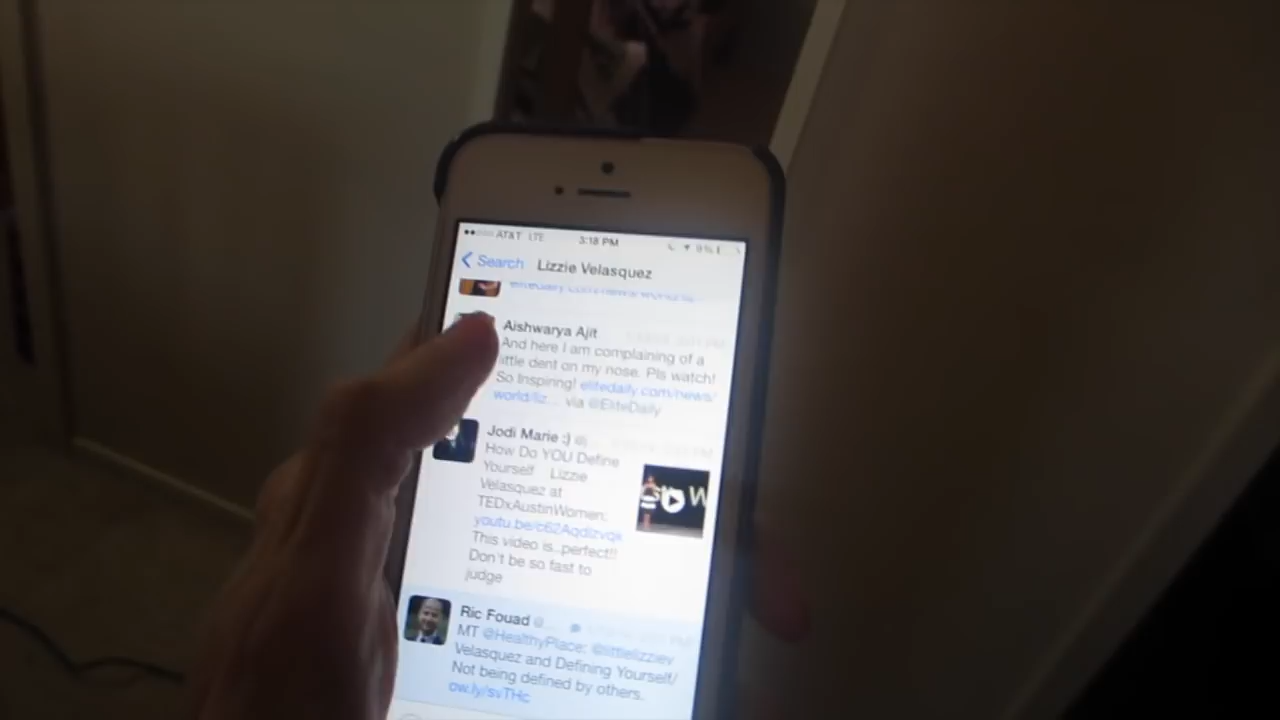 AT&T LTE 3:18 PM 9%
Search Lizzie Velasquez
Aishwarya Ajit
And here I am complaining of a
little dent on my nose. Pls watch!
So Inspiring! elitedaily.com/news/
world/liz... via @EliteDaily
Jodi Marie :) @...
How Do YOU Define
Yourself Lizzie
Velasquez at
TEDxAustinWomen:
This video is..perfect!!
Don't be so fast to
judge
Ric Fouad @...
MT @HealthyPlace: @littlelizziev
Velasquez and Defining Yourself/
Not being defined by others.